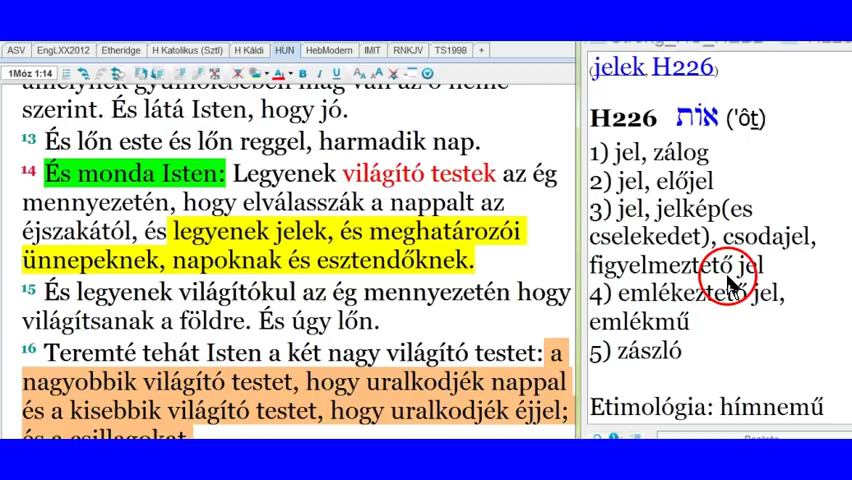 ASV EngLXX2012 Etheridge H Katolikus (Sztl) H Káldi HUN HebModern IMIT RNKJV TS1998 +
1Móz 1:14
szerint. És látá Isten, hogy jó.
13 És lőn este és lőn reggel, harmadik nap.
14 És monda Isten: Legyenek világító testek az ég
mennyezetén, hogy elválasszák a nappalt az
éjszakától, és legyenek jelek, és meghatározói
ünnepeknek, napoknak és esztendőknek.
15 És legyenek világítókul az ég mennyezetén hogy
világítsanak a földre. És úgy lőn.
16 Teremté tehát Isten a két nagy világító testet: a
nagyobbik világító testet, hogy uralkodjék nappal
és a kisebbik világító testet, hogy uralkodjék éjjel;
és a csillagokat
(jelek H226)
H226 אוֹת ('ôṯ)
1) jel, zálog
2) jel, előjel
3) jel, jelkép(es
cselekedet), csodajel,
figyelmeztető jel
4) emlékeztető jel,
emlékmű
5) zászló
Etimológia: hímnemű